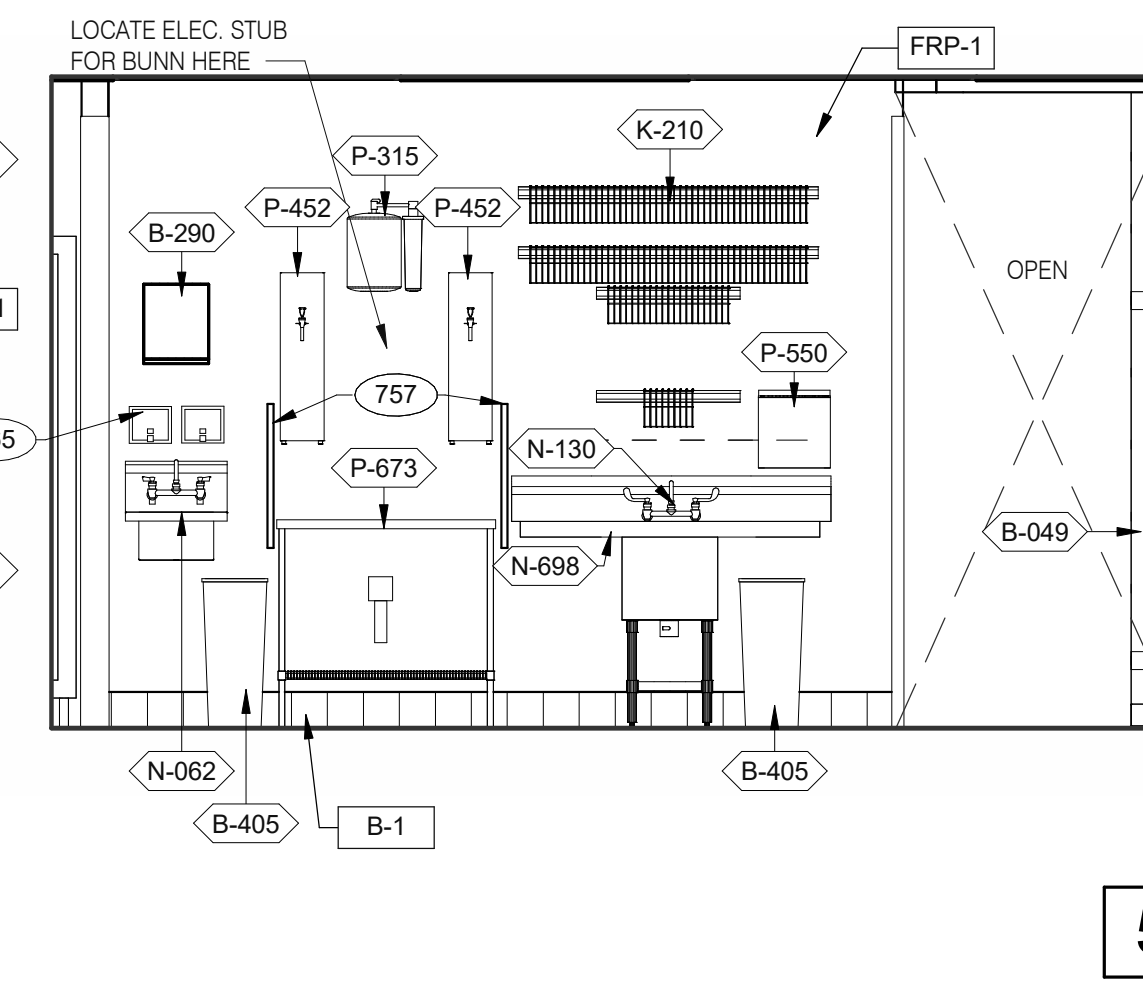 LOCATE ELEC. STUB
FOR BUNN HERE
FRP-1
K-210
P-315
P-452
P-452
B-290
OPEN
P-550
757
N-130
P-673
B-049
N-698
N-062
B-405
B-405
B-1